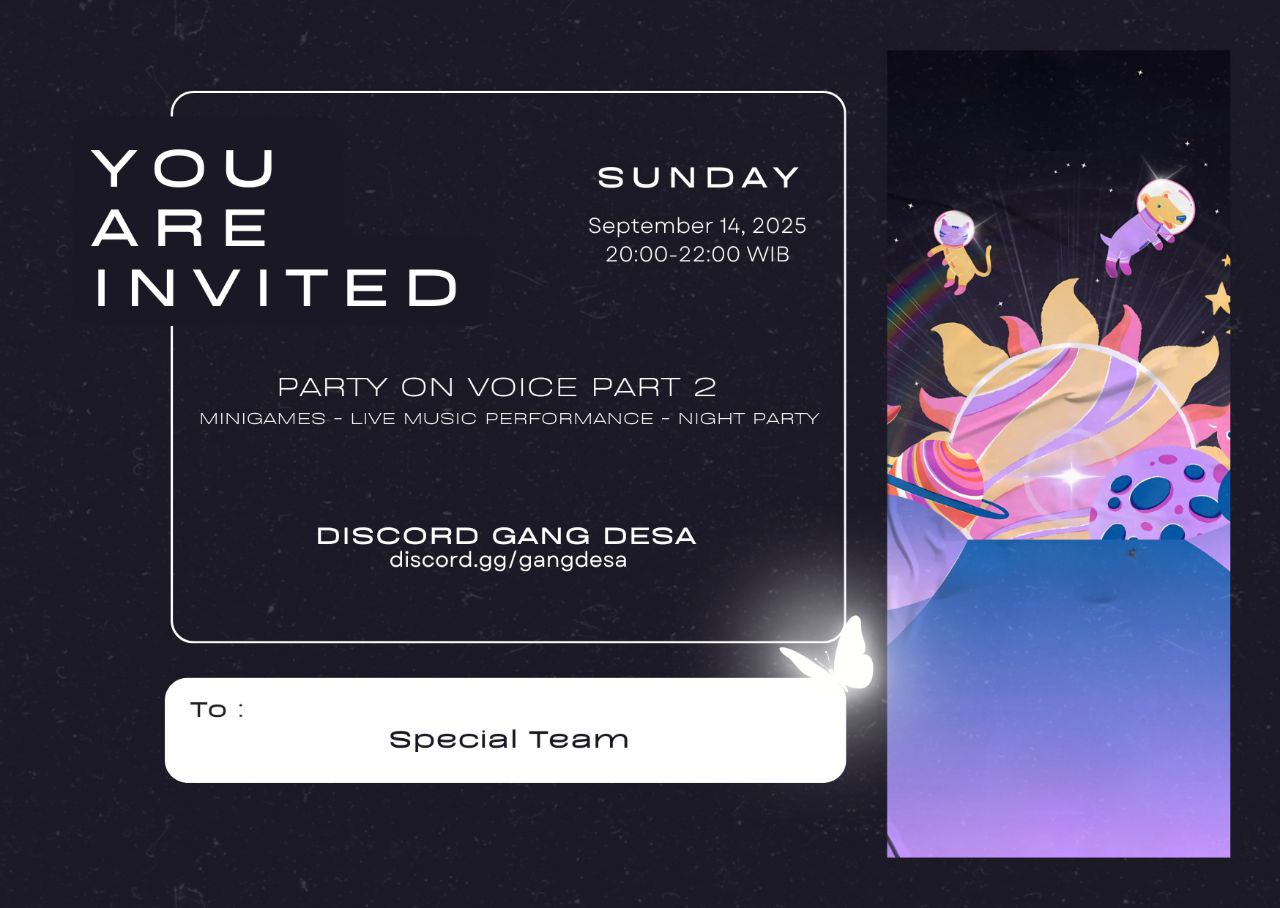 YOU
ARE
INVITED
SUNDAY
September 14, 2025
20:00-22:00 WIB
PARTY ON VOICE PART 2
MINIGAMES - LIVE MUSIC PERFORMANCE - NIGHT PARTY
DISCORD GANG DESA
discord.gg/gangdesa
To :
Special Team